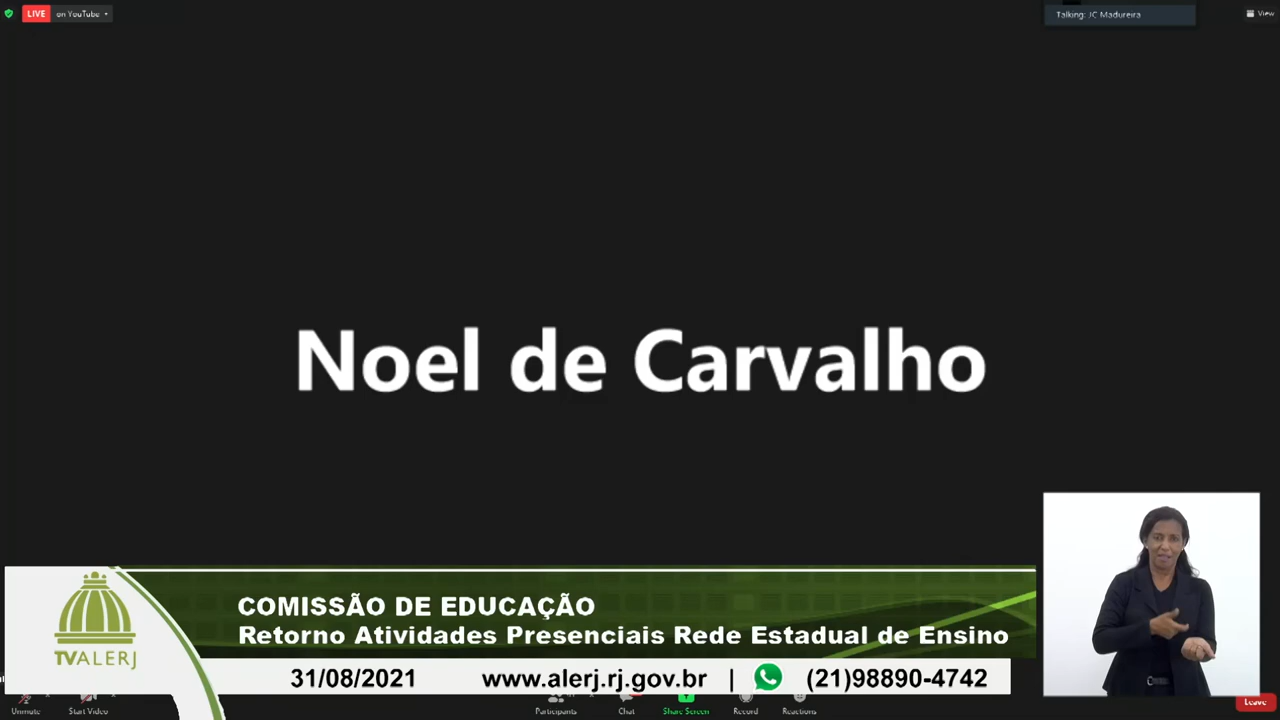 LIVE on YouTube
Talking: JC Madureira
View
Noel de Carvalho
COMISSÃO DE EDUCAÇÃO
Retorno Atividades Presenciais Rede Estadual de Ensino
TVALERJ
31/08/2021 www.alerj.rj.gov.br | (21)98890-4742
Unmute Start Video Participants Chat Share Screen Record Reactions Leave